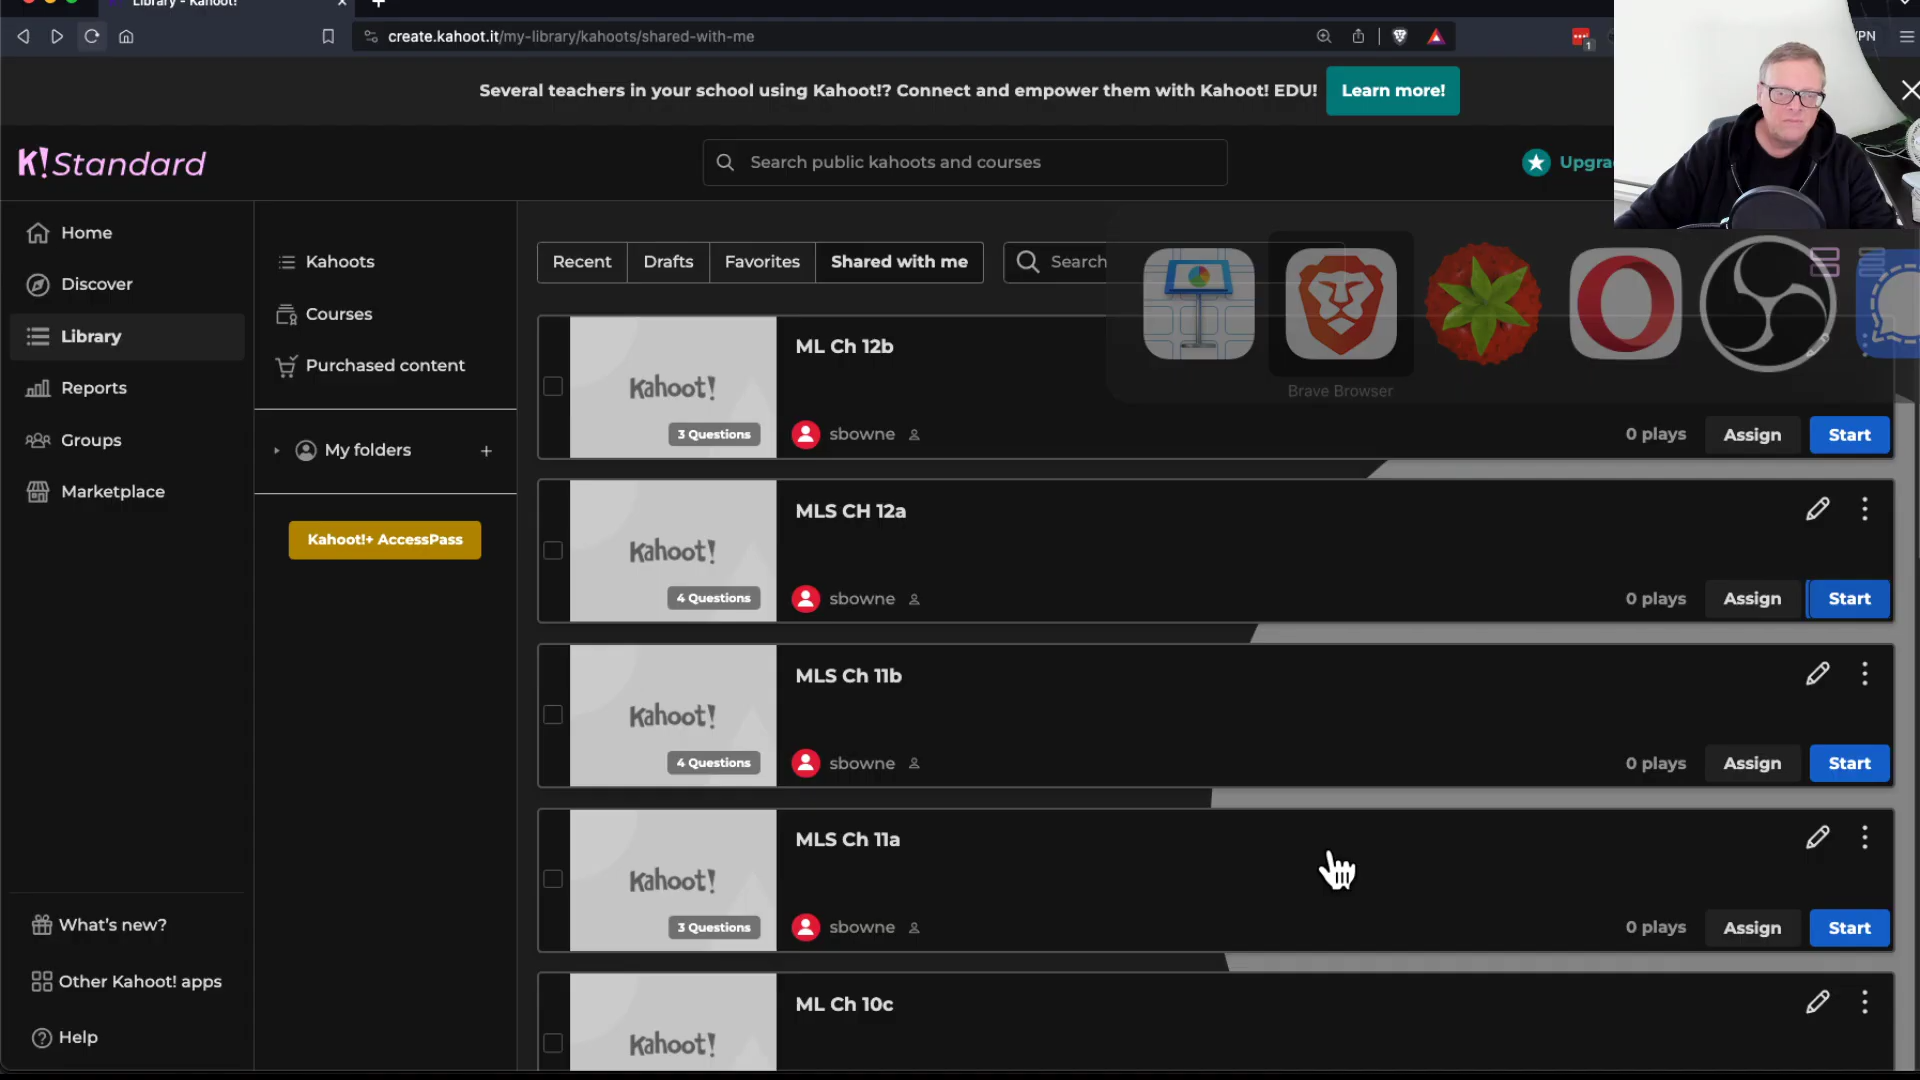 Library - Kahoot!
create.kahoot.it/my-library/kahoots/shared-with-me
1
VPN
Several teachers in your school using Kahoot!? Connect and empower them with Kahoot! EDU!
Learn more!
K! Standard
Search public kahoots and courses
Upgra
Home
Discover
Library
Reports
Groups
Marketplace
What's new?
Other Kahoot! apps
Help
Kahoots
Courses
Purchased content
My folders
Kahoot!+ AccessPass
Recent
Drafts
Favorites
Shared with me
Search
Brave Browser
Kahoot!
3 Questions
ML Ch 12b
sbowne
0 plays
Assign
Start
Kahoot!
4 Questions
MLS CH 12a
sbowne
0 plays
Assign
Start
Kahoot!
4 Questions
MLS Ch 11b
sbowne
0 plays
Assign
Start
Kahoot!
3 Questions
MLS Ch 11a
sbowne
0 plays
Assign
Start
Kahoot!
ML Ch 10c